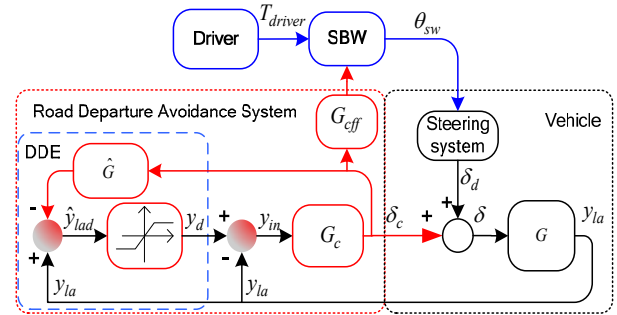 Driver
T_driver
SBW
θ_sw
Road Departure Avoidance System
G_cff
Vehicle
Steering system
DDE
Ĝ
δ_d
-
ŷ_lad
y_d
+
y_in
G_c
δ_c
+
+
δ
G
y_la
+
-
y_la
y_la